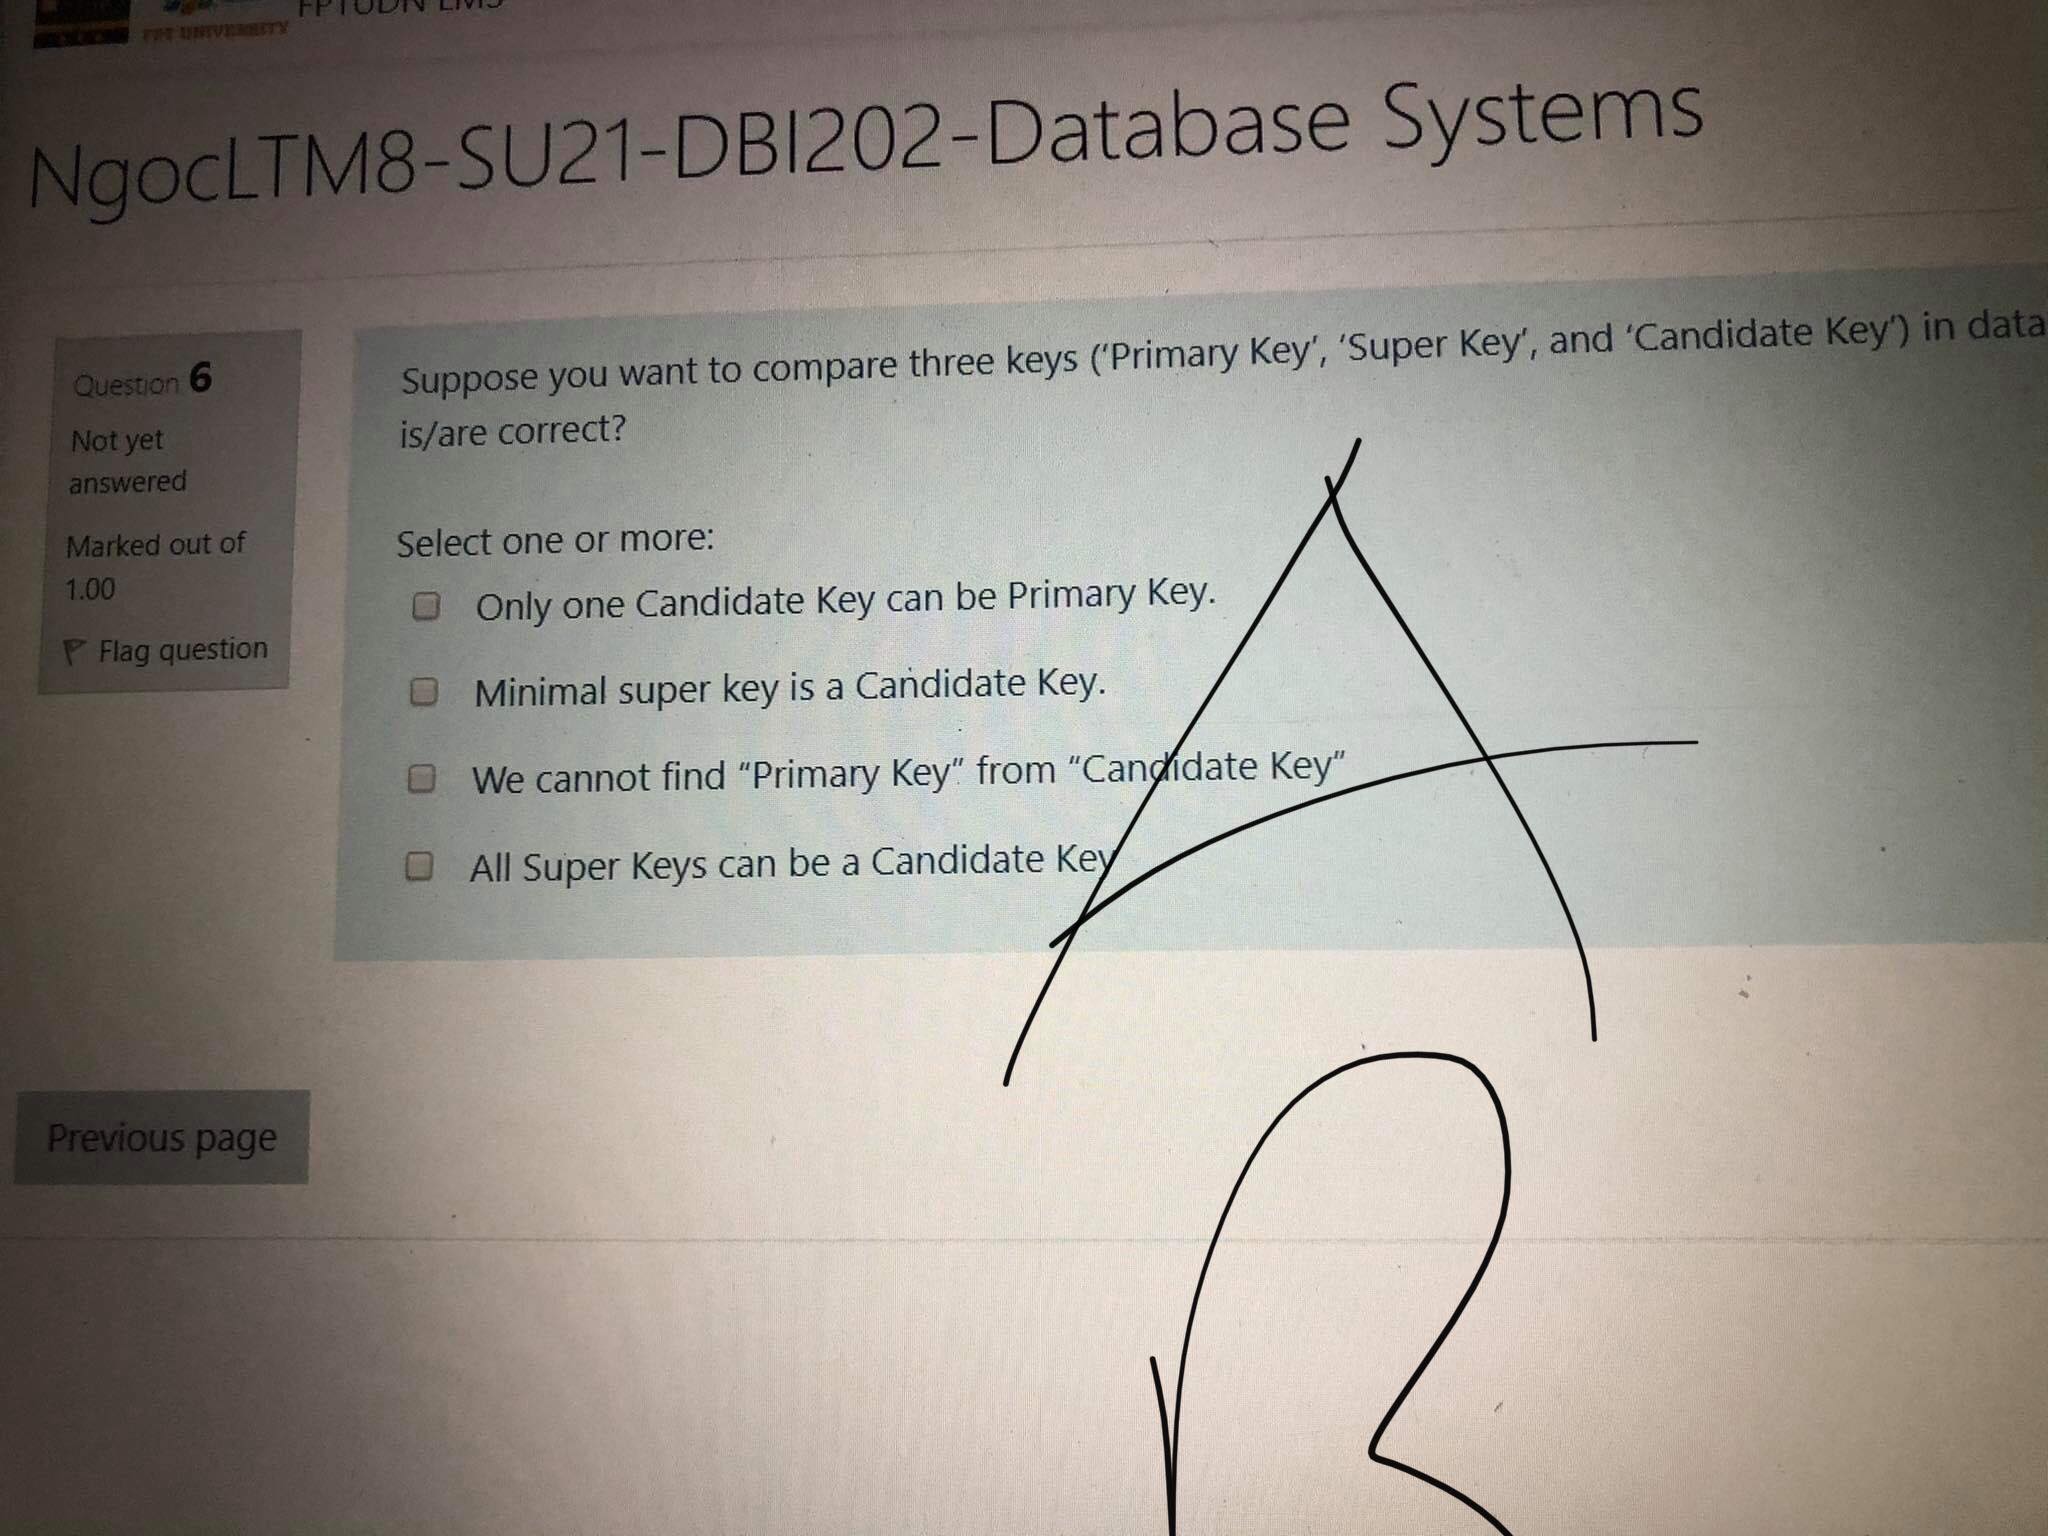 FPTUDN LMS
FPT UNIVERSITY
NgocLTM8-SU21-DBI202-Database Systems
Question 6
Not yet
answered
Marked out of
1.00
Flag question
Suppose you want to compare three keys ('Primary Key', 'Super Key', and 'Candidate Key') in data
is/are correct?
Select one or more:
Only one Candidate Key can be Primary Key.
Minimal super key is a Candidate Key.
We cannot find "Primary Key" from "Candidate Key"
All Super Keys can be a Candidate Key
A
Previous page